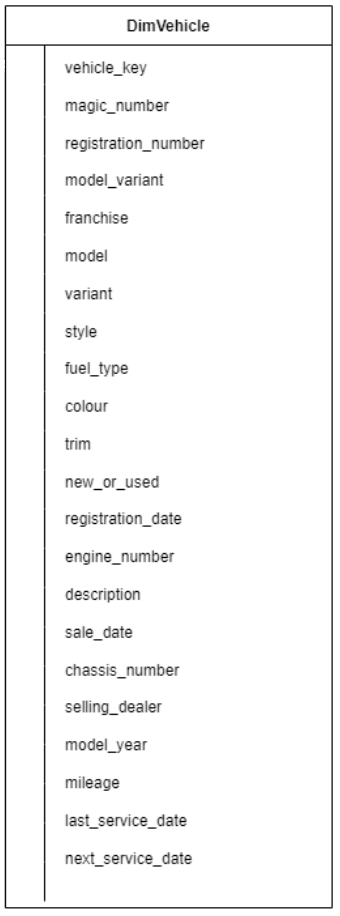 DimVehicle
vehicle_key
magic_number
registration_number
model_variant
franchise
model
variant
style
fuel_type
colour
trim
new_or_used
registration_date
engine_number
description
sale_date
chassis_number
selling_dealer
model_year
mileage
last_service_date
next_service_date